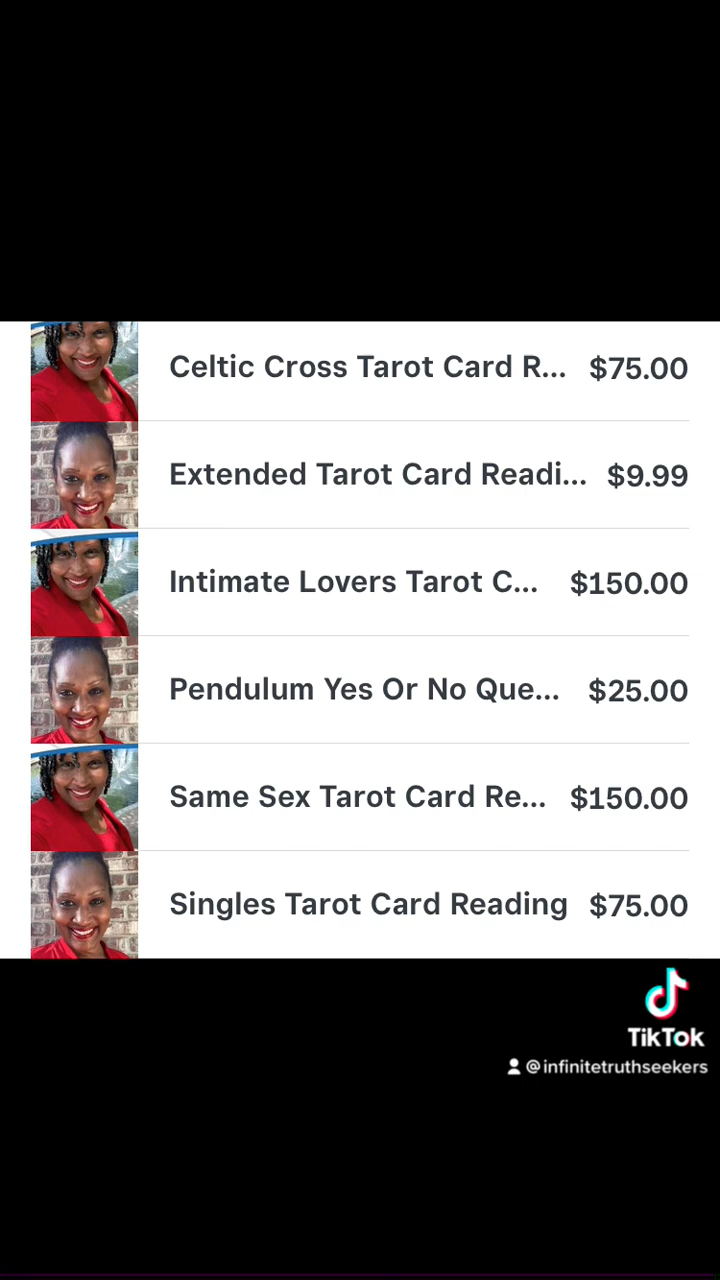 Celtic Cross Tarot Card R... $75.00
Extended Tarot Card Readi... $9.99
Intimate Lovers Tarot C... $150.00
Pendulum Yes Or No Que... $25.00
Same Sex Tarot Card Re... $150.00
Singles Tarot Card Reading $75.00
TikTok
@infinitetruthseekers